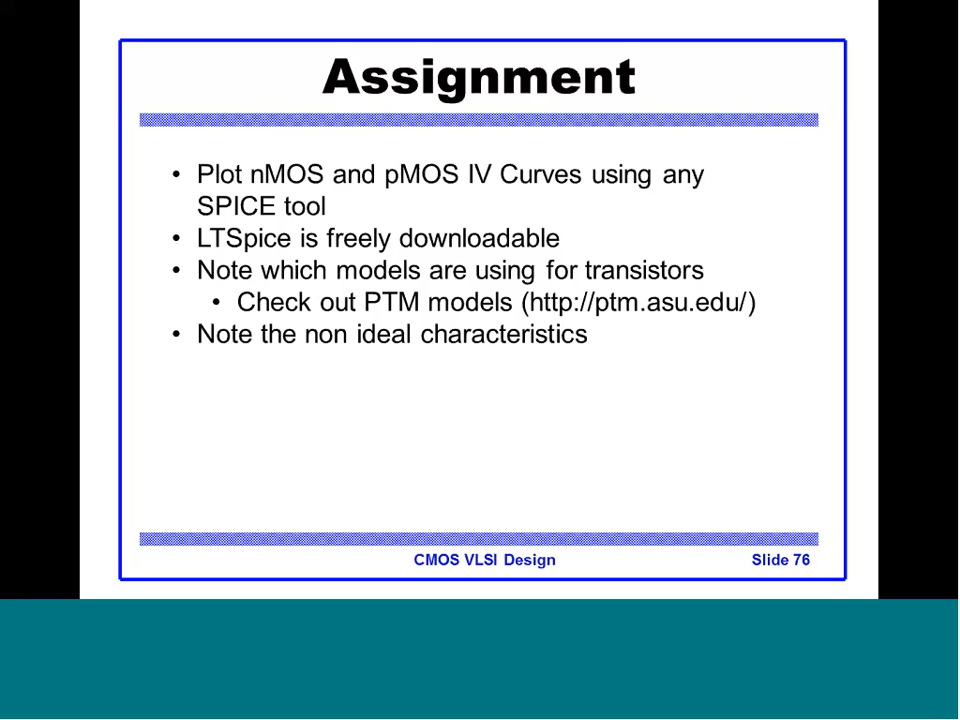 Assignment
• Plot nMOS and pMOS IV Curves using any
SPICE tool
• LTSpice is freely downloadable
• Note which models are using for transistors
• Check out PTM models (http://ptm.asu.edu/)
• Note the non ideal characteristics
CMOS VLSI Design
Slide 76